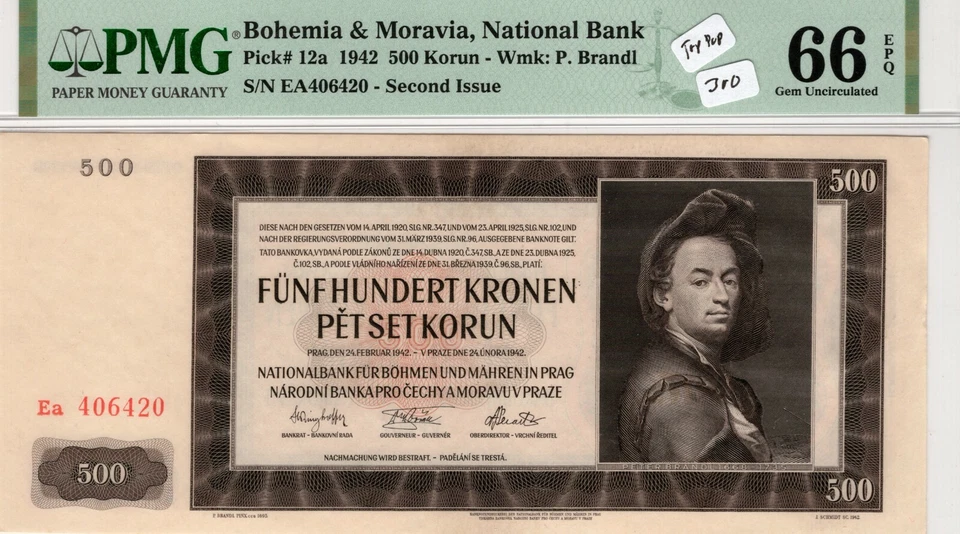 PMG®
PAPER MONEY GUARANTY
Bohemia & Moravia, National Bank
Pick# 12a 1942 500 Korun - Wmk: P. Brandl
S/N EA406420 - Second Issue
Top Pop
300
66 EPQ
Gem Uncirculated
500
500
DIESE NACH DEN GESETZEN VOM 14. APRIL 1920, SLG. NR. 347, UND VOM 23. APRIL 1925, SLG. NR. 102, UND
NACH DER REGIERUNGSVERORDNUNG VOM 31. MÄRZ 1939, SLG. NR. 96, AUSGEGEBENE BANKNOTE GILT.
TATO BANKOVKA, VYDANÁ PODLE ZÁKONŮ ZE DNE 14. DUBNA 1920, Č. 347 SB., A ZE DNE 23. DUBNA 1925,
Č. 102, SB., A PODLE VLÁDNÍHO NAŘÍZENÍ ZE DNE 31. BŘEZNA 1939, Č. 96, SB., PLATÍ:
FÜNFHUNDERT KRONEN
PĚT SET KORUN
PRAG, DEN 24. FEBRUAR 1942. – V PRAZE DNE 24. ÚNORA 1942.
NATIONALBANK FÜR BÖHMEN UND MÄHREN IN PRAG
NÁRODNÍ BANKA PRO ČECHY A MORAVU V PRAZE
Ea 406420
BANKRAT – BANKOVNÍ RADA
GOUVERNEUR – GUVERNÉR
OBERDIREKTOR – VRCHNÍ ŘEDITEL
NACHMACHUNG WIRD BESTRAFT. – PADĚLÁNÍ SE TRESTÁ.
500
500